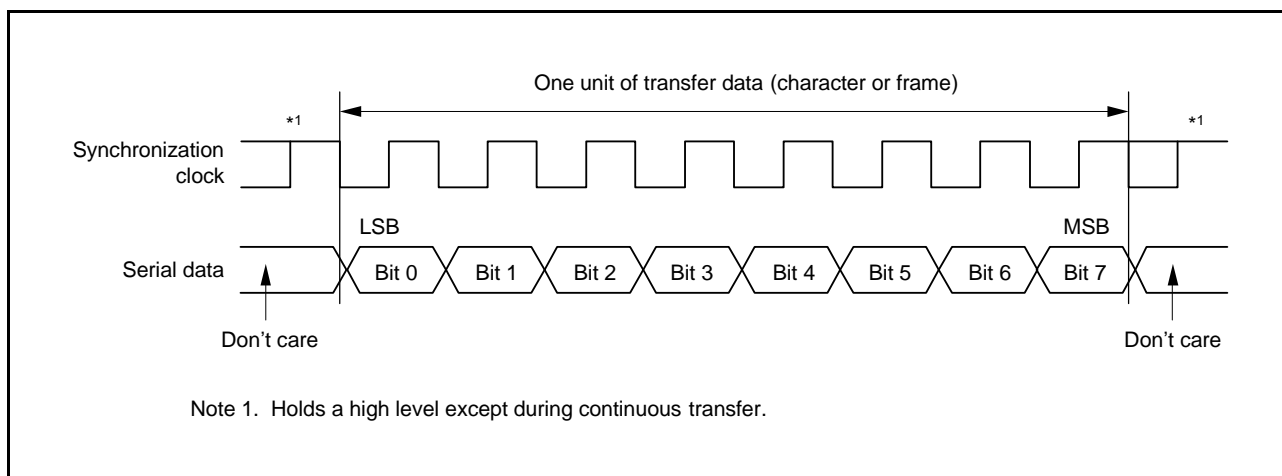 One unit of transfer data (character or frame)
*1
*1
Synchronization
clock
LSB
MSB
Serial data
Bit 0 Bit 1 Bit 2 Bit 3 Bit 4 Bit 5 Bit 6 Bit 7
Don't care
Don't care
Note 1. Holds a high level except during continuous transfer.